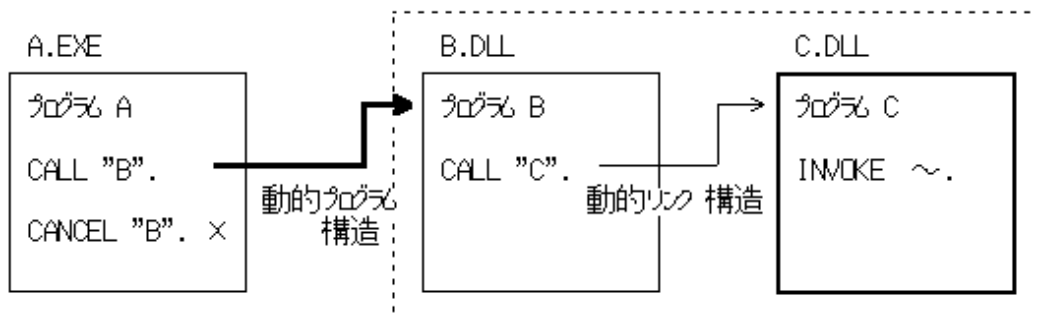 A.EXE
B.DLL
C.DLL
プログラム A
CALL ”B”.
CANCEL ”B”. ×
動的プログラム
構造
プログラム B
CALL ”C”.
動的リンク 構造
プログラム C
INVOKE ～.